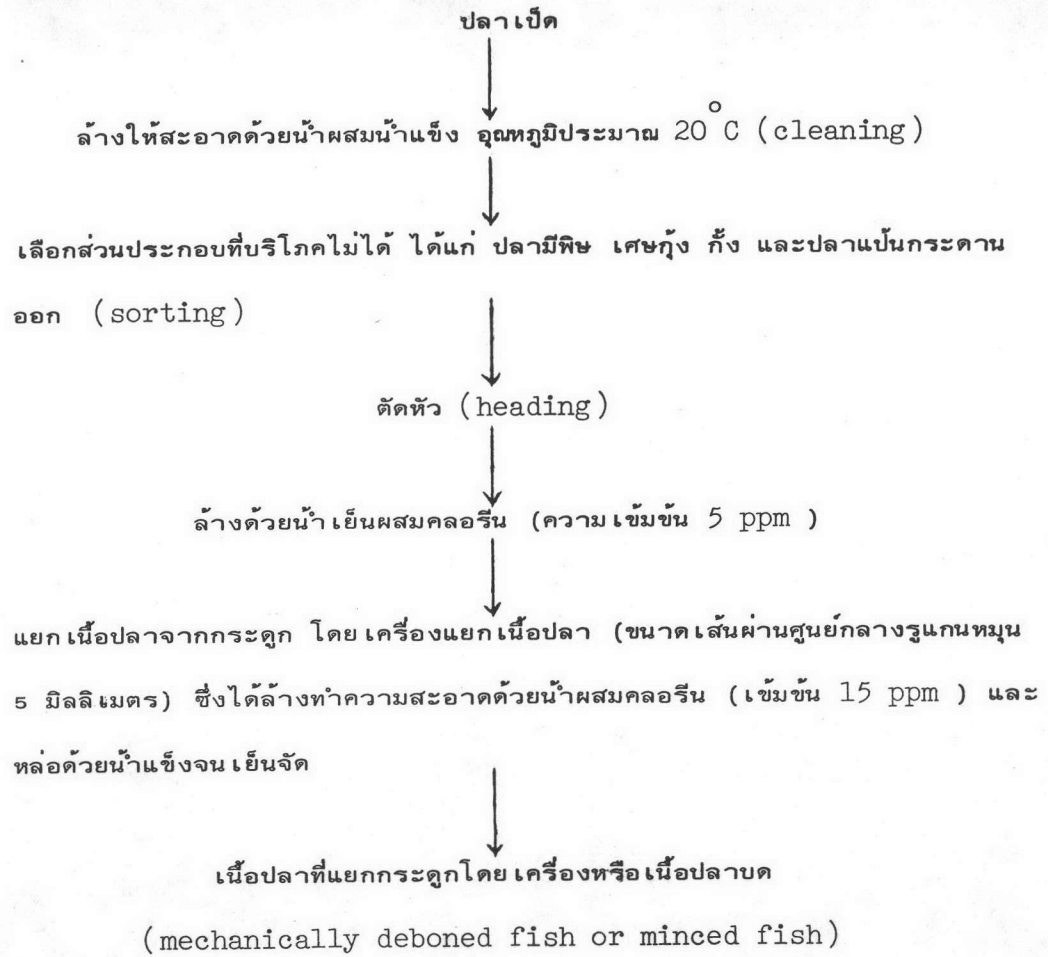 ปลาเป็ด
ล้างให้สะอาดด้วยน้ำผสมน้ำแข็ง อุณหภูมิประมาณ 20°C (cleaning)
เลือกส่วนประกอบที่บริโภคไม่ได้ ได้แก่ ปลามีพิษ เศษกุ้ง กั้ง และปลาแป้นกระดาน
ออก (sorting)
ตัดหัว (heading)
ล้างด้วยน้ำเย็นผสมคลอรีน (ความเข้มข้น 5 ppm )
แยกเนื้อปลาจากกระดูก โดยเครื่องแยกเนื้อปลา (ขนาดเส้นผ่านศูนย์กลางรูแกนหมุน
5 มิลลิเมตร) ซึ่งได้ล้างทำความสะอาดด้วยน้ำผสมคลอรีน (เข้มข้น 15 ppm ) และ
หล่อด้วยน้ำแข็งจนเย็นจัด
เนื้อปลาที่แยกกระดูกโดยเครื่องหรือเนื้อปลาบด
(mechanically deboned fish or minced fish)